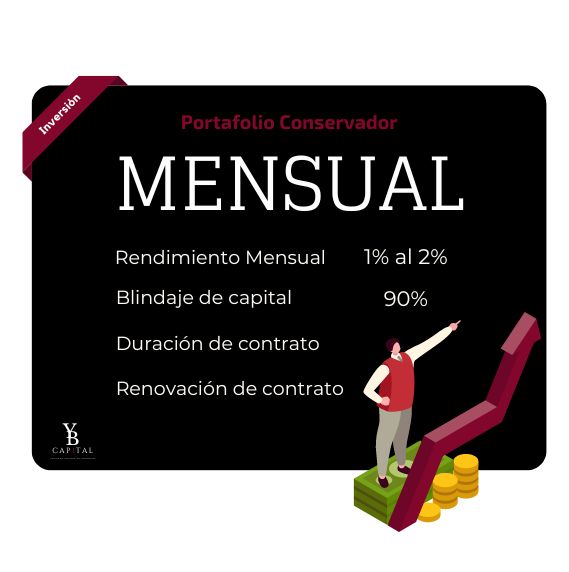 Inversión
Portafolio Conservador
MENSUAL
Rendimiento Mensual 1% al 2%
Blindaje de capital 90%
Duración de contrato
Renovación de contrato
YB
CAPITAL